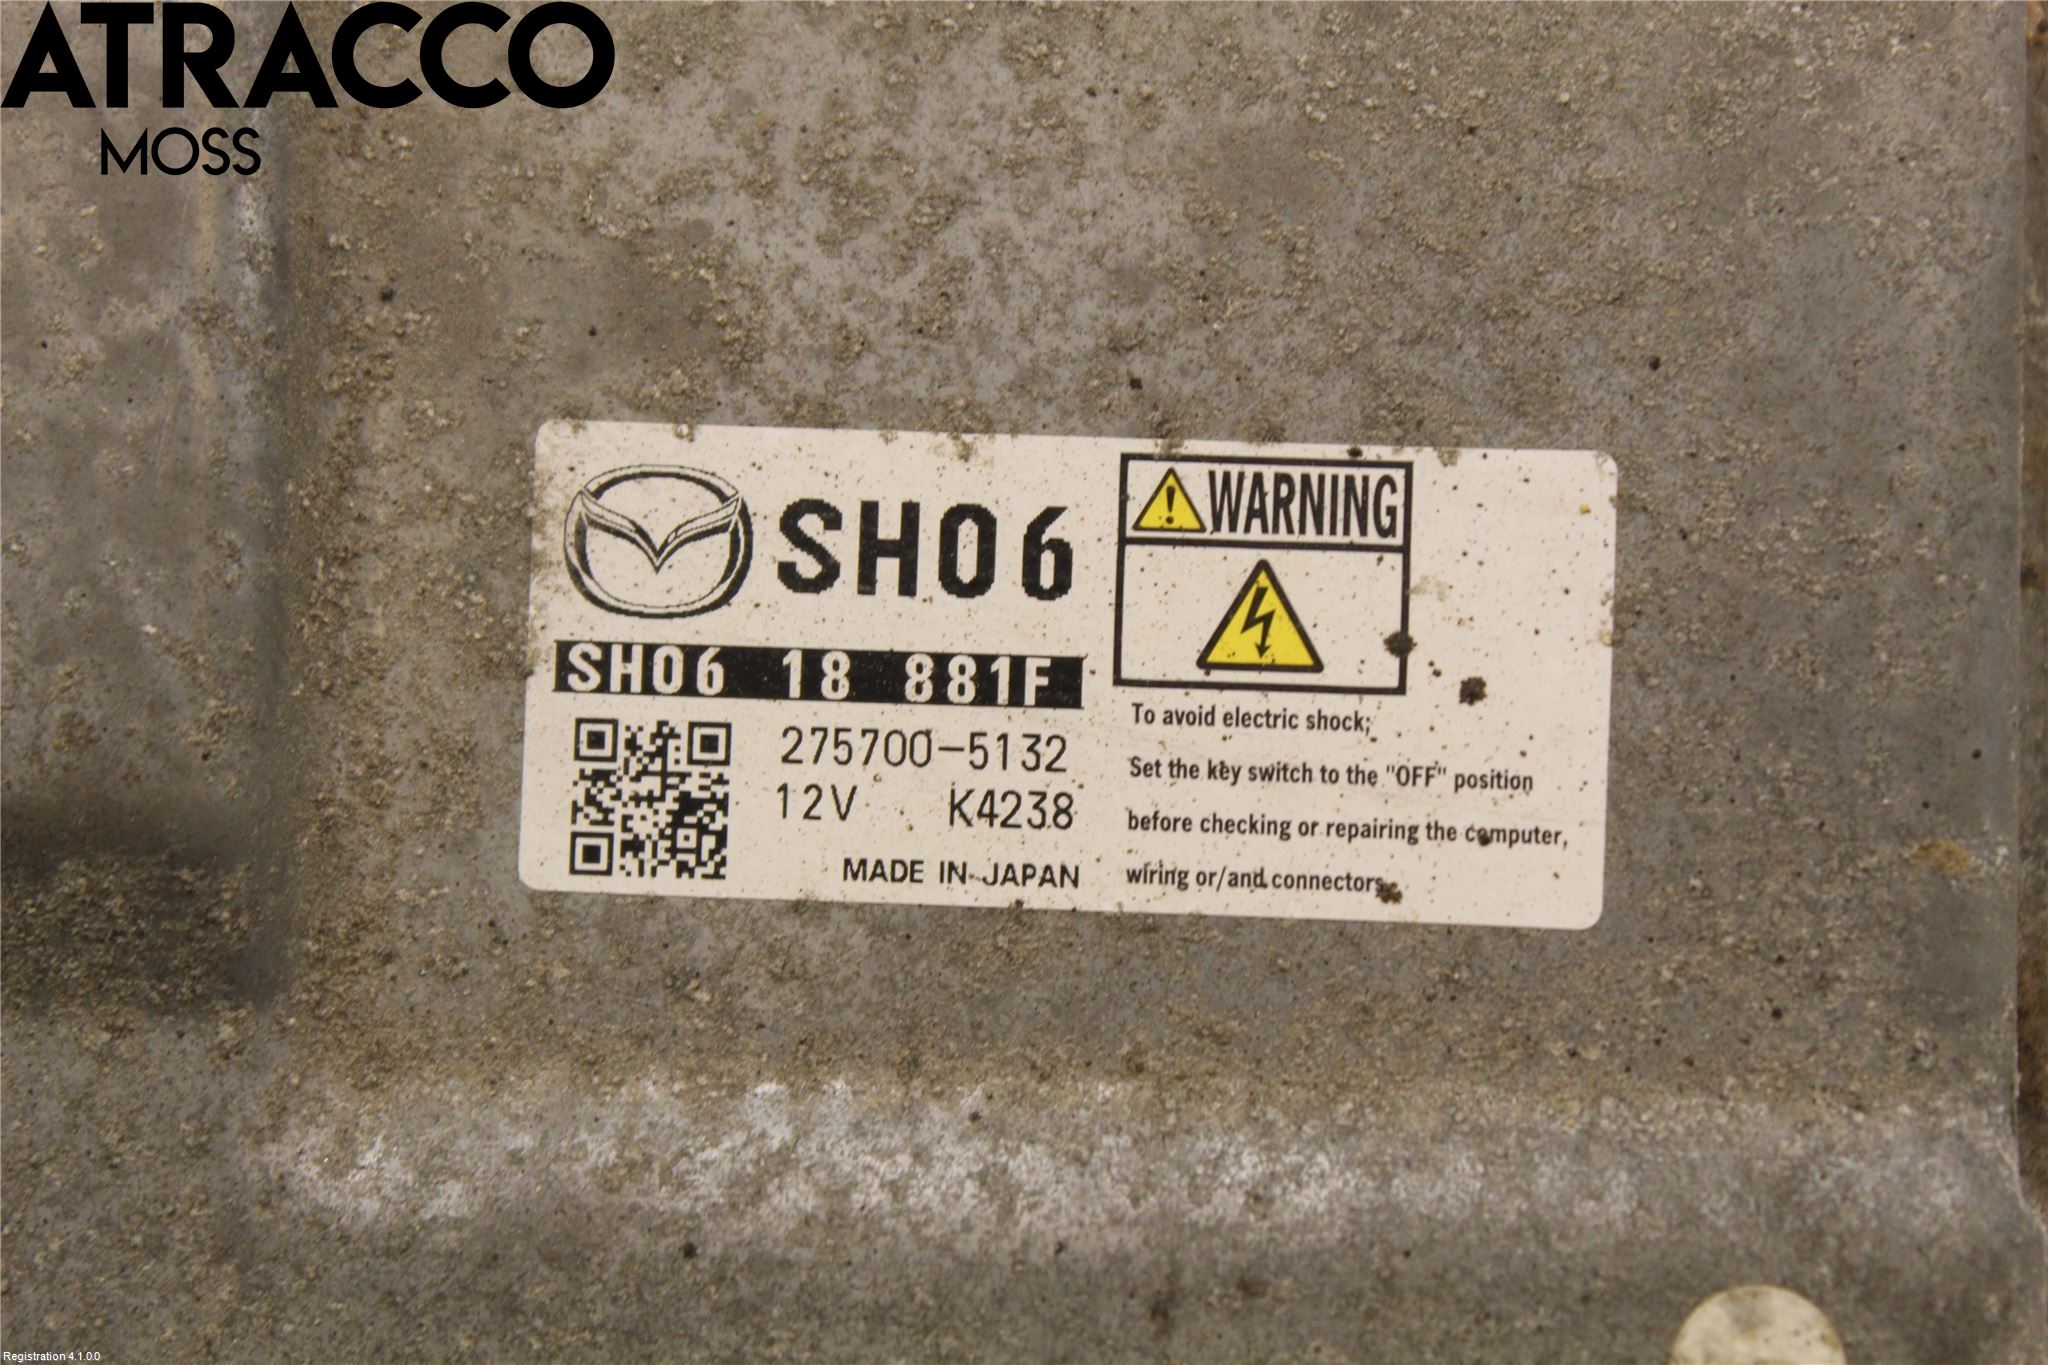 ATRACCO
MOSS
SH06
SH06 18 881F
275700-5132
12V K4238
MADE IN JAPAN
WARNING
To avoid electric shock;
Set the key switch to the "OFF" position
before checking or repairing the computer,
wiring or/and connectors.
Registration 4.1.0.0